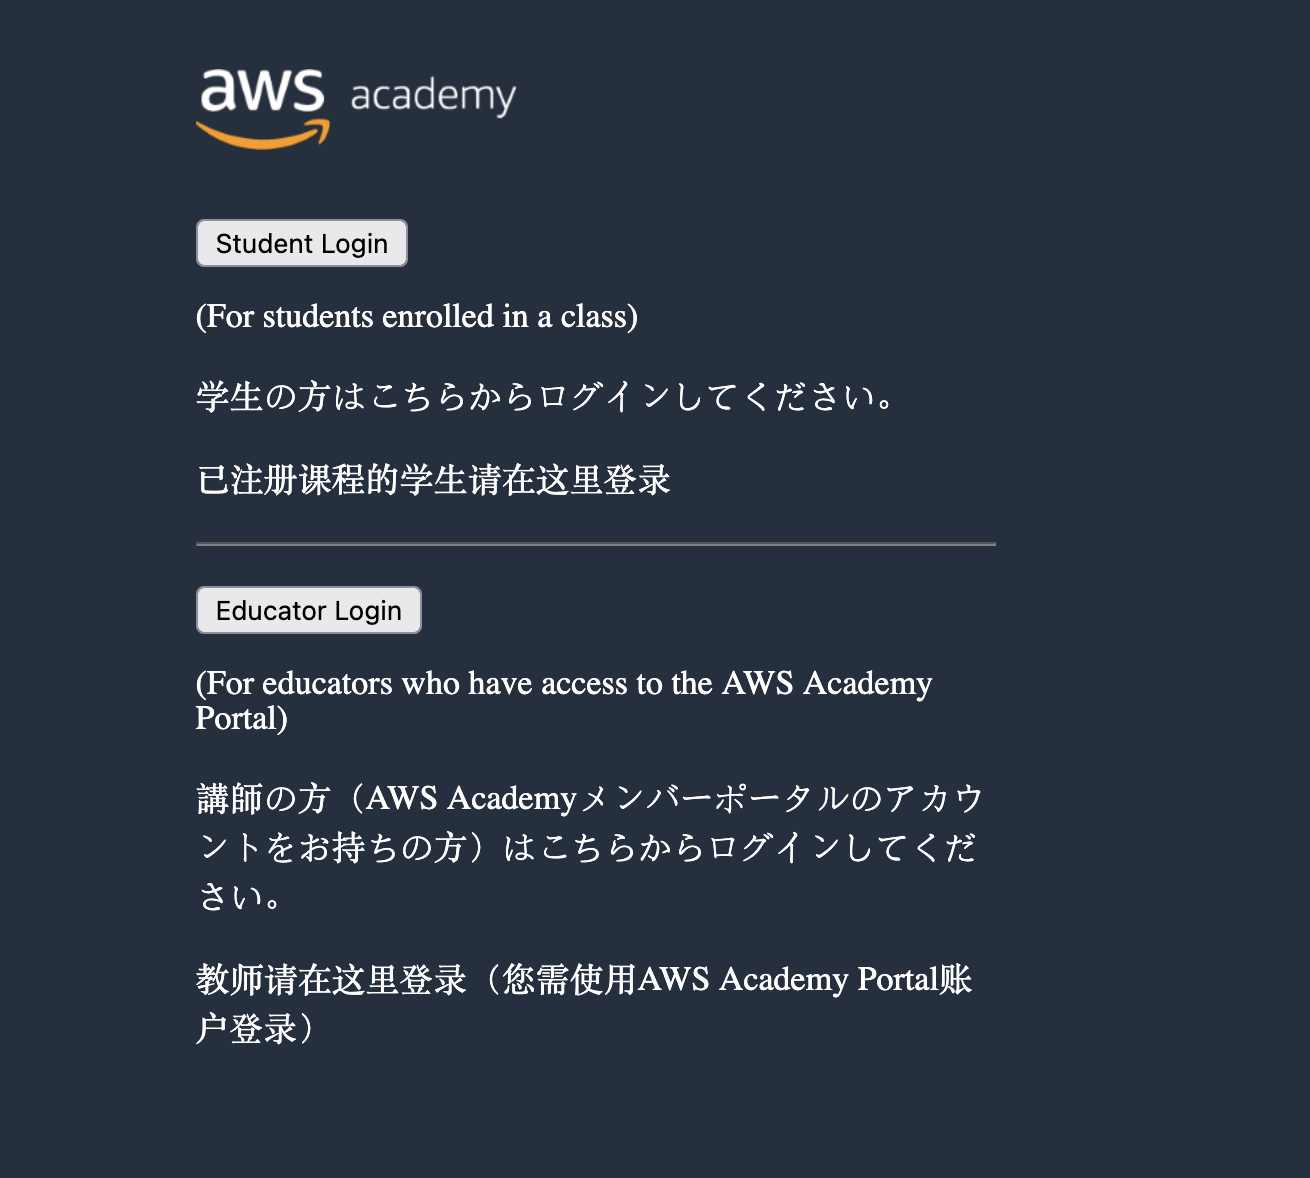 aws academy
Student Login
(For students enrolled in a class)
学生の方はこちらからログインしてください。
已注册课程的学生请在这里登录
Educator Login
(For educators who have access to the AWS Academy
Portal)
講師の方（AWS Academyメンバーポータルのアカウ
ントをお持ちの方）はこちらからログインしてくだ
さい。
教师请在这里登录（您需使用AWS Academy Portal账
户登录）